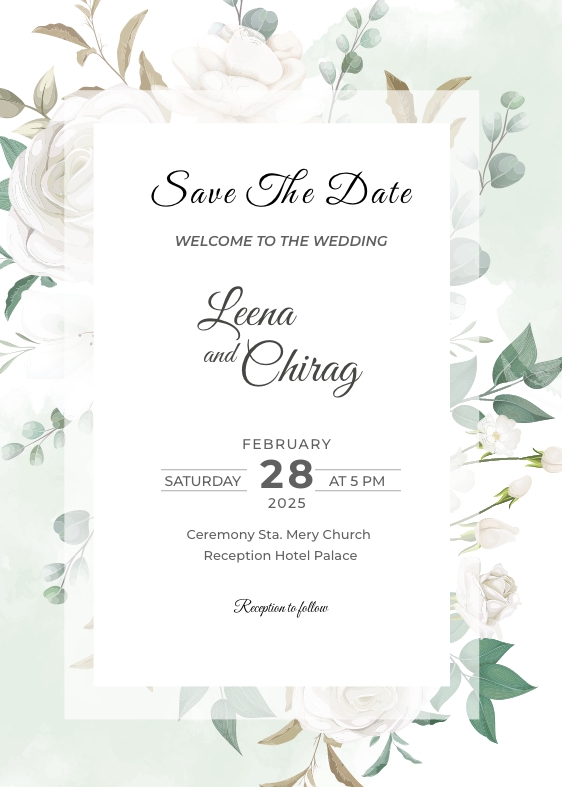 Save The Date
WELCOME TO THE WEDDING
Leena
and Chirag
FEBRUARY
SATURDAY 28 AT 5 PM
2025
Ceremony Sta. Mery Church
Reception Hotel Palace
Reception to follow